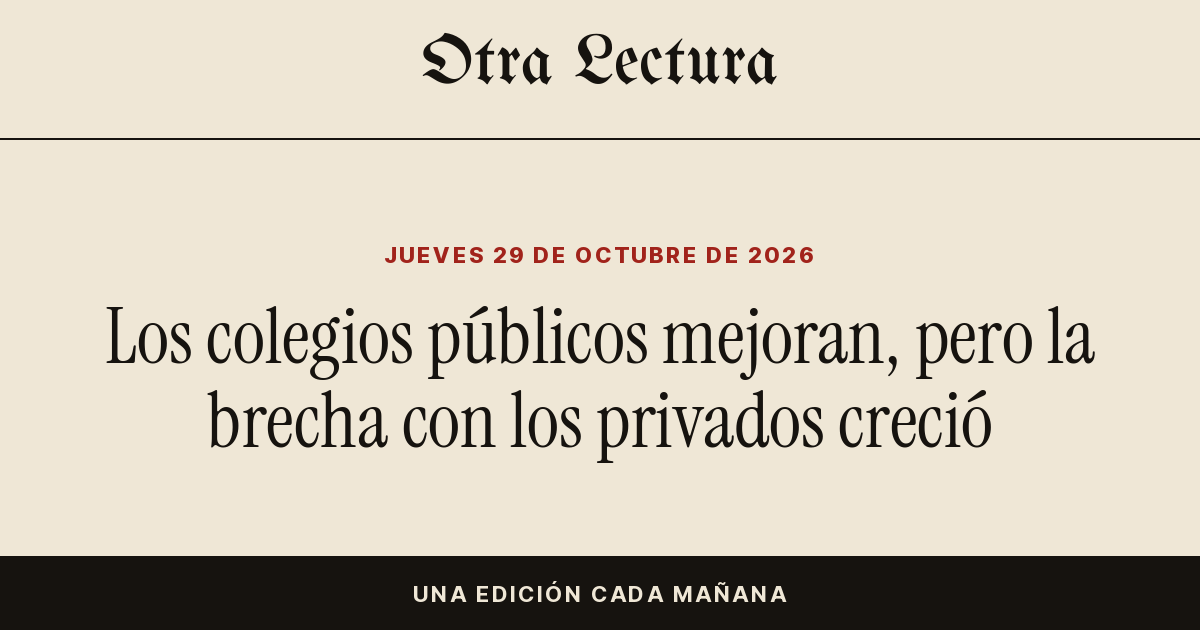 Otra Lectura
JUEVES 29 DE OCTUBRE DE 2026
Los colegios públicos mejoran, pero la
brecha con los privados creció
UNA EDICIÓN CADA MAÑANA